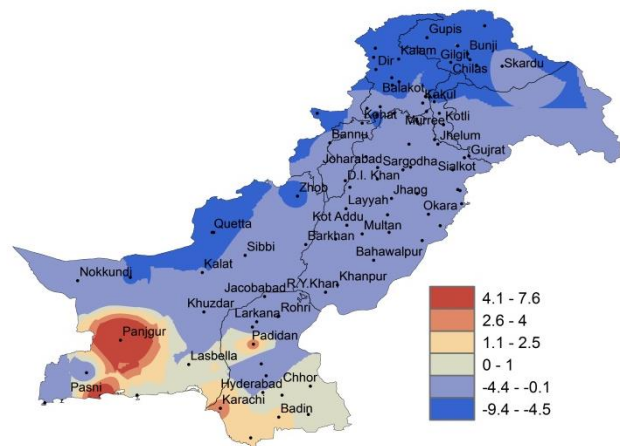 Gupis
Bunji
Kalam
Gilgit
Dir
Chilas
Skardu
Balakot
Kakul
Kohat
Murree
Kotli
Bannu
Jhelum
Gujrat
Joharabad
Sargodha
Sialkot
D.I. Khan
Zhob
Layyah
Jhang
Okara
Kot Addu
Quetta
Multan
Barkhan
Sibbi
Bahawalpur
Kalat
Nokkundi
Jacobabad
R.Y.Khan
Khanpur
Khuzdar
Larkana
Rohri
Panjgur
Padidan
Lasbella
Pasni
Hyderabad
Chhor
Karachi
Badin
4.1 - 7.6
2.6 - 4
1.1 - 2.5
0 - 1
-4.4 - -0.1
-9.4 - -4.5